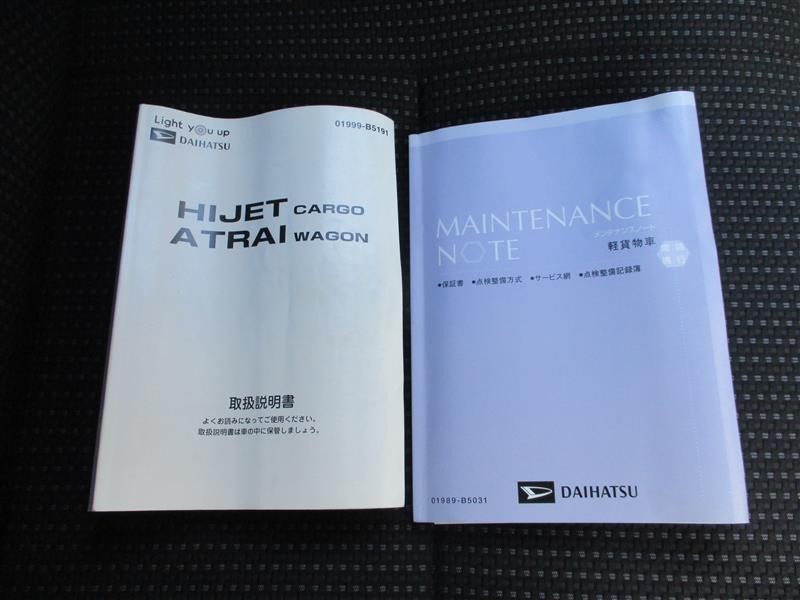 Light you up
DAIHATSU
01999-B5191
HIJET CARGO
ATRAI WAGON
取扱説明書
よくお読みになってご使用ください。
取扱説明書は車の中に保管しましょう。
MAINTENANCE
NOTE
メンテナンスノート
軽貨物車
●保証書 ●点検整備方式 ●サービス網 ●点検整備記録簿
01989-B5031
DAIHATSU